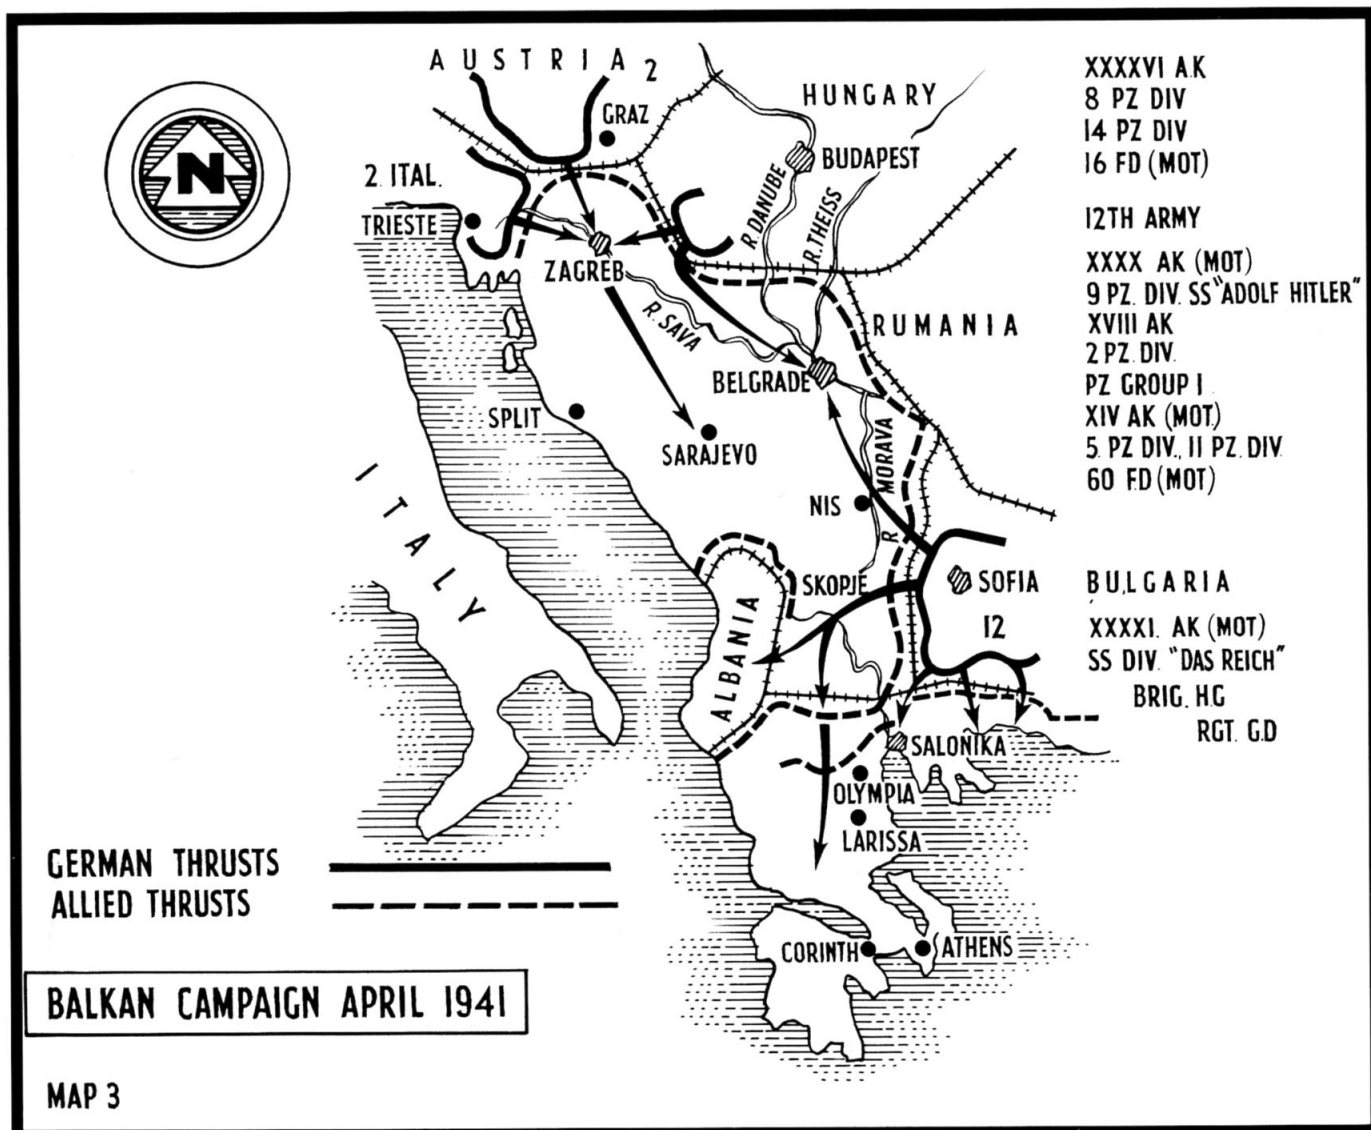 AUSTRIA 2
HUNGARY
GRAZ
BUDAPEST
R. DANUBE
R. THEISS
2. ITAL.
TRIESTE
N
ZAGREB
R. SAVA
RUMANIA
BELGRADE
SPLIT
SARAJEVO
R MORAVA
NIS
ITALY
SKOPJE
SOFIA
12
ALBANIA
SALONIKA
OLYMPIA
LARISSA
CORINTH
ATHENS
XXXXVI A.K
8 PZ DIV
14 PZ DIV
16 FD (MOT)
12TH ARMY
XXXX AK (MOT)
9 PZ. DIV. SS "ADOLF HITLER"
XVIII AK
2 PZ. DIV.
PZ GROUP I
XIV AK (MOT.)
5. PZ DIV., II PZ. DIV
60 F.D (MOT)
BULGARIA
XXXXI. AK (MOT)
SS DIV. "DAS REICH"
BRIG. H.G
RGT. G.D
GERMAN THRUSTS
ALLIED THRUSTS
BALKAN CAMPAIGN APRIL 1941
MAP 3